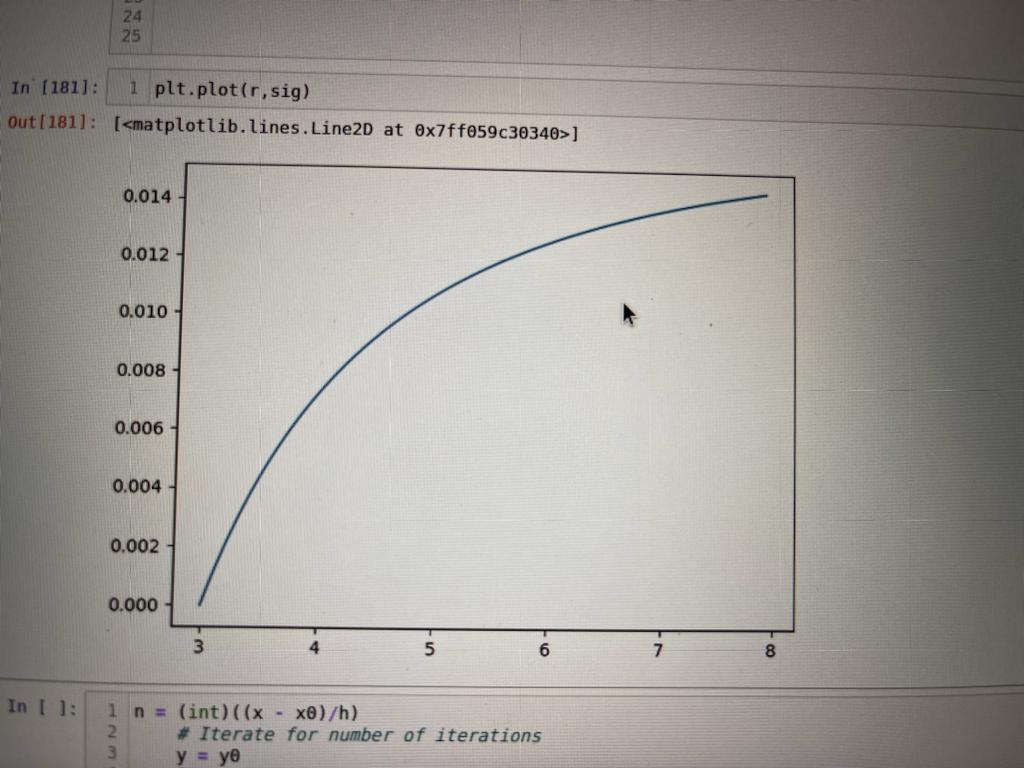 24
25
In [181]: 1 plt.plot(r,sig)
Out[181]: [<matplotlib.lines.Line2D at 0x7ff059c30340>]
0.014
0.012
0.010
0.008
0.006
0.004
0.002
0.000
3 4 5 6 7 8
In [ ]: 1 n = (int)((x - x0)/h)
2 # Iterate for number of iterations
3 y = y0